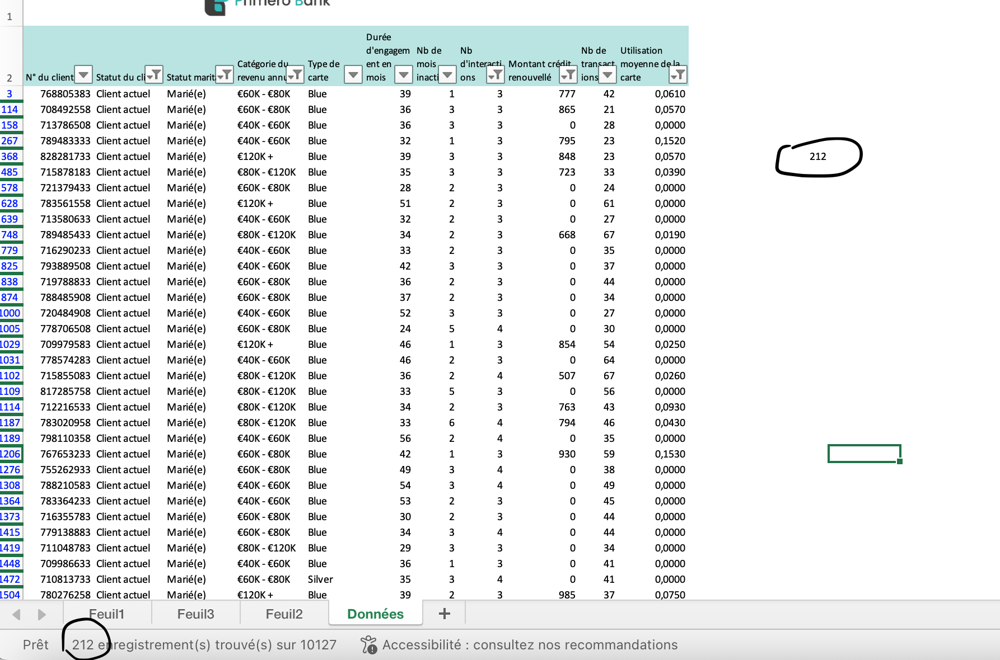 Primero Bank
1
2 N° du client Statut du cli Statut marita Catégorie du revenu annu Type de carte Durée d'engagem ent en mois Nb de mois inacti Nb d'interacti ons Montant crédit renouvellé Nb de transact ions Utilisation moyenne de la carte
3 768805383 Client actuel Marié(e) €60K - €80K Blue 39 1 3 777 42 0,0610
114 708492558 Client actuel Marié(e) €60K - €80K Blue 36 3 3 865 21 0,0570
158 713786508 Client actuel Marié(e) €40K - €60K Blue 36 3 3 0 28 0,0000
267 789483333 Client actuel Marié(e) €40K - €60K Blue 32 1 3 795 23 0,1520
368 828281733 Client actuel Marié(e) €120K + Blue 39 3 3 848 23 0,0570 212
485 715878183 Client actuel Marié(e) €80K - €120K Blue 35 3 3 723 33 0,0390
578 721379433 Client actuel Marié(e) €60K - €80K Blue 28 2 3 0 24 0,0000
628 783561558 Client actuel Marié(e) €120K + Blue 51 2 3 0 61 0,0000
639 713580633 Client actuel Marié(e) €40K - €60K Blue 32 2 3 0 27 0,0000
748 789485433 Client actuel Marié(e) €80K - €120K Blue 34 2 3 668 67 0,0190
779 716290233 Client actuel Marié(e) €40K - €60K Blue 33 2 3 0 35 0,0000
825 793889508 Client actuel Marié(e) €40K - €60K Blue 42 3 3 0 37 0,0000
838 719788833 Client actuel Marié(e) €60K - €80K Blue 36 2 3 0 44 0,0000
874 788485908 Client actuel Marié(e) €60K - €80K Blue 37 2 3 0 34 0,0000
1000 720484908 Client actuel Marié(e) €40K - €60K Blue 52 3 3 0 27 0,0000
1005 778706508 Client actuel Marié(e) €60K - €80K Blue 24 5 4 0 30 0,0000
1029 709979583 Client actuel Marié(e) €120K + Blue 46 1 3 854 54 0,0250
1031 778574283 Client actuel Marié(e) €40K - €60K Blue 46 2 3 0 64 0,0000
1102 715855083 Client actuel Marié(e) €80K - €120K Blue 36 2 4 507 67 0,0260
1109 817285758 Client actuel Marié(e) €80K - €120K Blue 33 5 3 0 56 0,0000
1114 712216533 Client actuel Marié(e) €80K - €120K Blue 34 2 3 763 43 0,0930
1187 783020958 Client actuel Marié(e) €80K - €120K Blue 33 6 4 794 46 0,0430
1189 798110358 Client actuel Marié(e) €40K - €60K Blue 56 2 4 0 35 0,0000
1206 767653233 Client actuel Marié(e) €60K - €80K Blue 42 1 3 930 59 0,1530
1276 755262933 Client actuel Marié(e) €60K - €80K Blue 49 3 4 0 38 0,0000
1308 788210583 Client actuel Marié(e) €40K - €60K Blue 54 3 4 0 49 0,0000
1364 783364233 Client actuel Marié(e) €40K - €60K Blue 53 2 3 0 45 0,0000
1373 716355783 Client actuel Marié(e) €60K - €80K Blue 30 2 3 0 44 0,0000
1415 779138883 Client actuel Marié(e) €60K - €80K Blue 34 3 4 0 44 0,0000
1419 711048783 Client actuel Marié(e) €80K - €120K Blue 29 3 3 0 34 0,0000
1448 709986633 Client actuel Marié(e) €40K - €60K Blue 36 1 3 0 41 0,0000
1472 710813733 Client actuel Marié(e) €60K - €80K Silver 35 3 4 0 41 0,0000
1504 780276258 Client actuel Marié(e) €120K + Blue 39 2 3 985 37 0,0750
Feuil1 Feuil3 Feuil2 Données +
Prêt 212 enregistrement(s) trouvé(s) sur 10127 Accessibilité : consultez nos recommandations